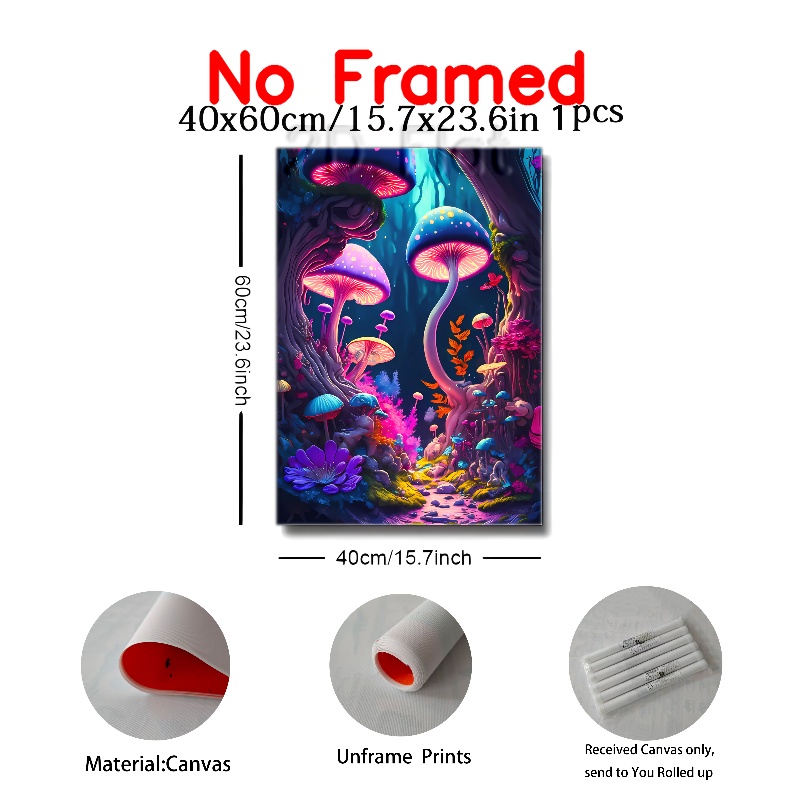 No Framed
40x60cm/15.7x23.6in 1pcs
60cm/23.6inch
40cm/15.7inch
Material:Canvas
Unframe Prints
Received Canvas only,
send to You Rolled up